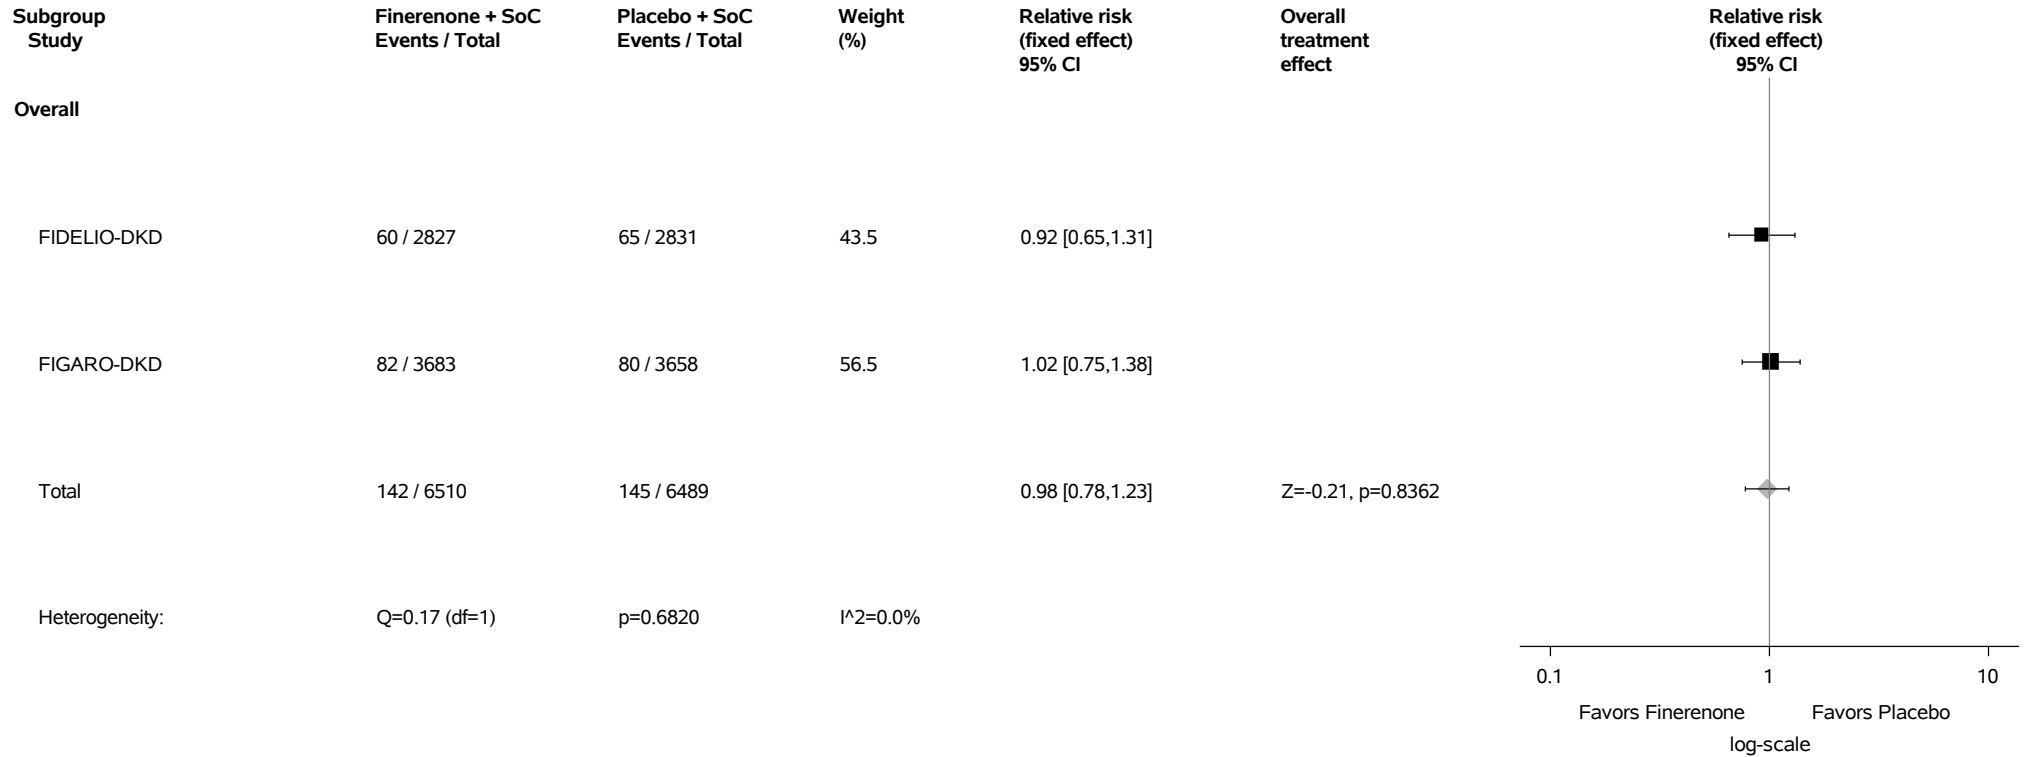 Subgroup Finerenone + SoC Placebo + SoC Weight Relative risk Overall Relative risk
Study Events / Total Events / Total (%) (fixed effect) treatment (fixed effect)
95% CI effect 95% CI
Overall
FIDELIO-DKD 60 / 2827 65 / 2831 43.5 0.92 [0.65,1.31]
FIGARO-DKD 82 / 3683 80 / 3658 56.5 1.02 [0.75,1.38]
Total 142 / 6510 145 / 6489 0.98 [0.78,1.23] Z=-0.21, p=0.8362
Heterogeneity: Q=0.17 (df=1) p=0.6820 I^2=0.0%
0.1 1 10
Favors Finerenone Favors Placebo
log-scale